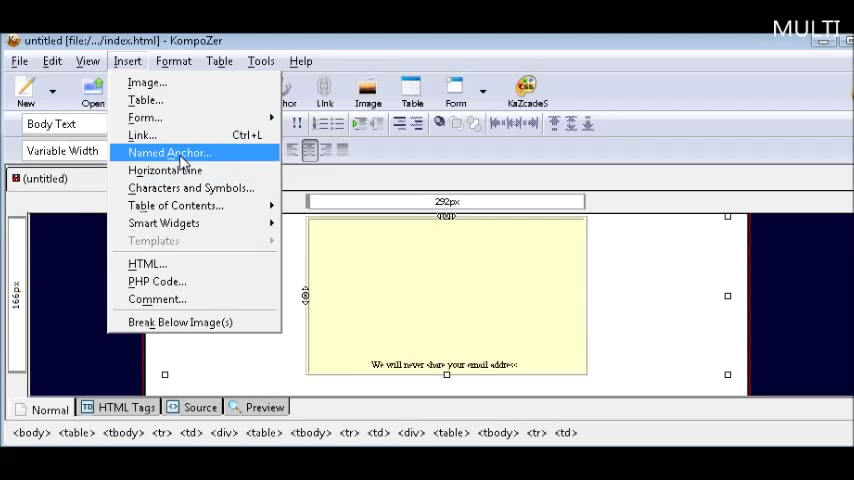 MULTI
untitled [file:/.../index.html] - KompoZer
File Edit View Insert Format Table Tools Help
New Open hor Link Image Table Form KaZcadeS
Body Text
Variable Width
(untitled)
Image...
Table...
Form...
Link... Ctrl+L
Named Anchor...
Horizontal Line
Characters and Symbols...
Table of Contents...
Smart Widgets
Templates
HTML...
PHP Code...
Comment...
Break Below Image(s)
292px
166px
We will never share your email address
Normal HTML Tags Source Preview
<body> <table> <tbody> <tr> <td> <div> <table> <tbody> <tr> <td> <div> <table> <tbody> <tr> <td>